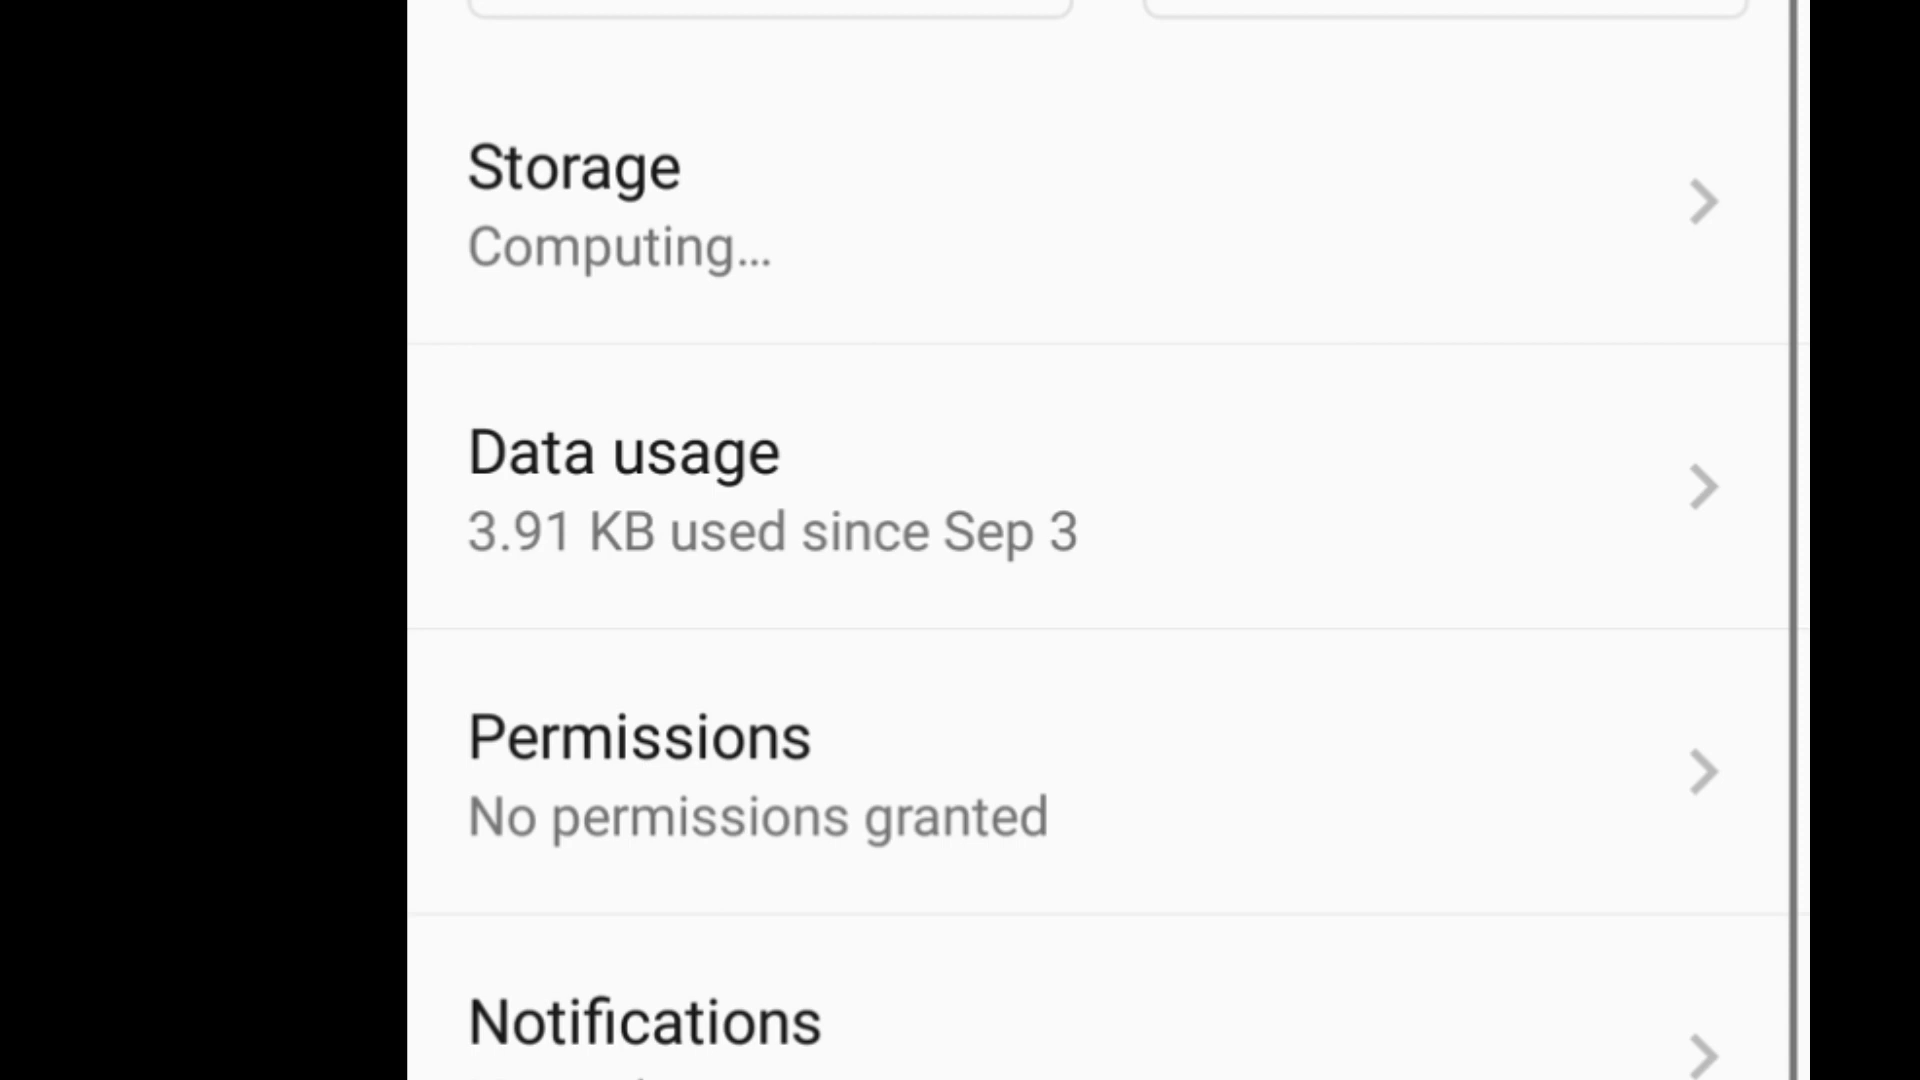 Storage
Computing...
Data usage
3.91 KB used since Sep 3
Permissions
No permissions granted
Notifications